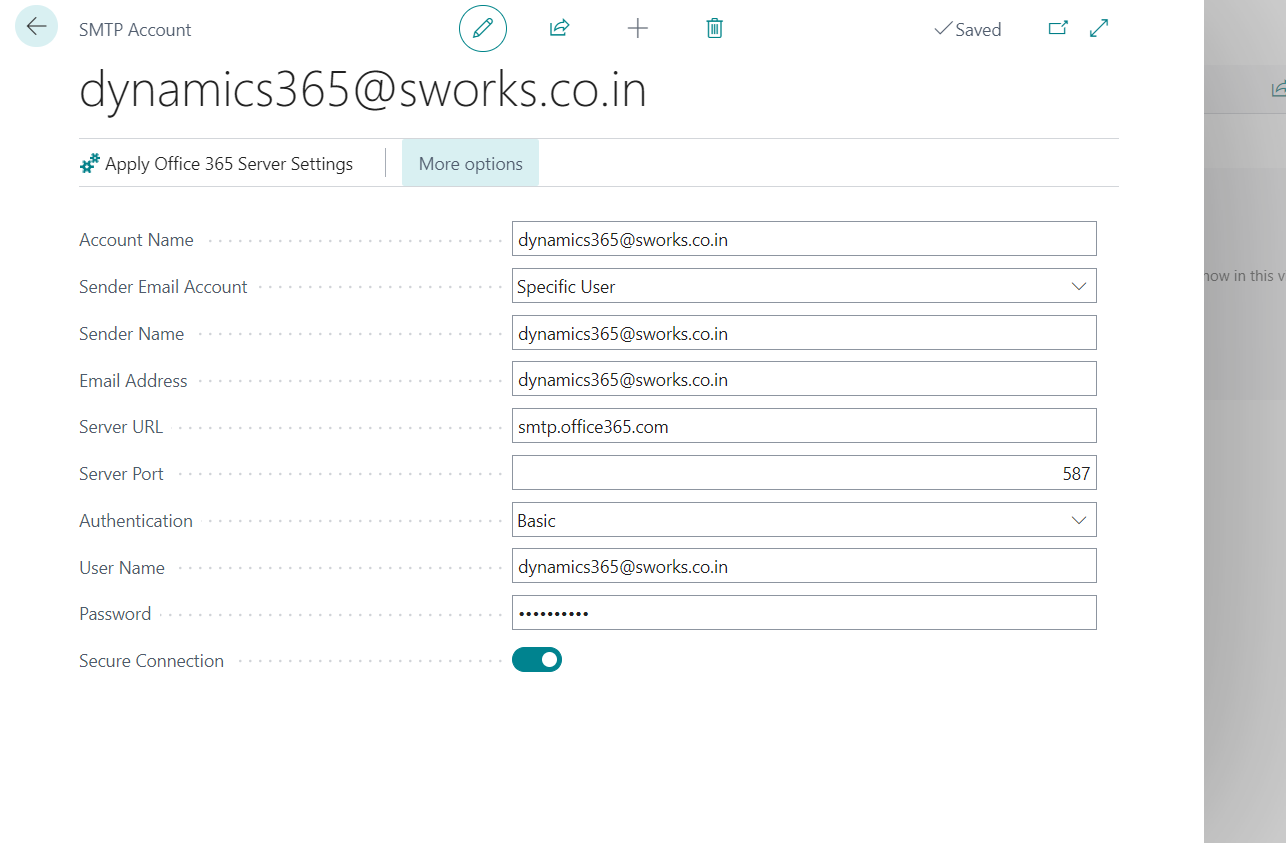 SMTP Account
Saved
dynamics365@sworks.co.in
Apply Office 365 Server Settings
More options
Account Name
dynamics365@sworks.co.in
Sender Email Account
Specific User
now in this v
Sender Name
dynamics365@sworks.co.in
Email Address
dynamics365@sworks.co.in
Server URL
smtp.office365.com
Server Port
587
Authentication
Basic
User Name
dynamics365@sworks.co.in
Password
••••••••••
Secure Connection